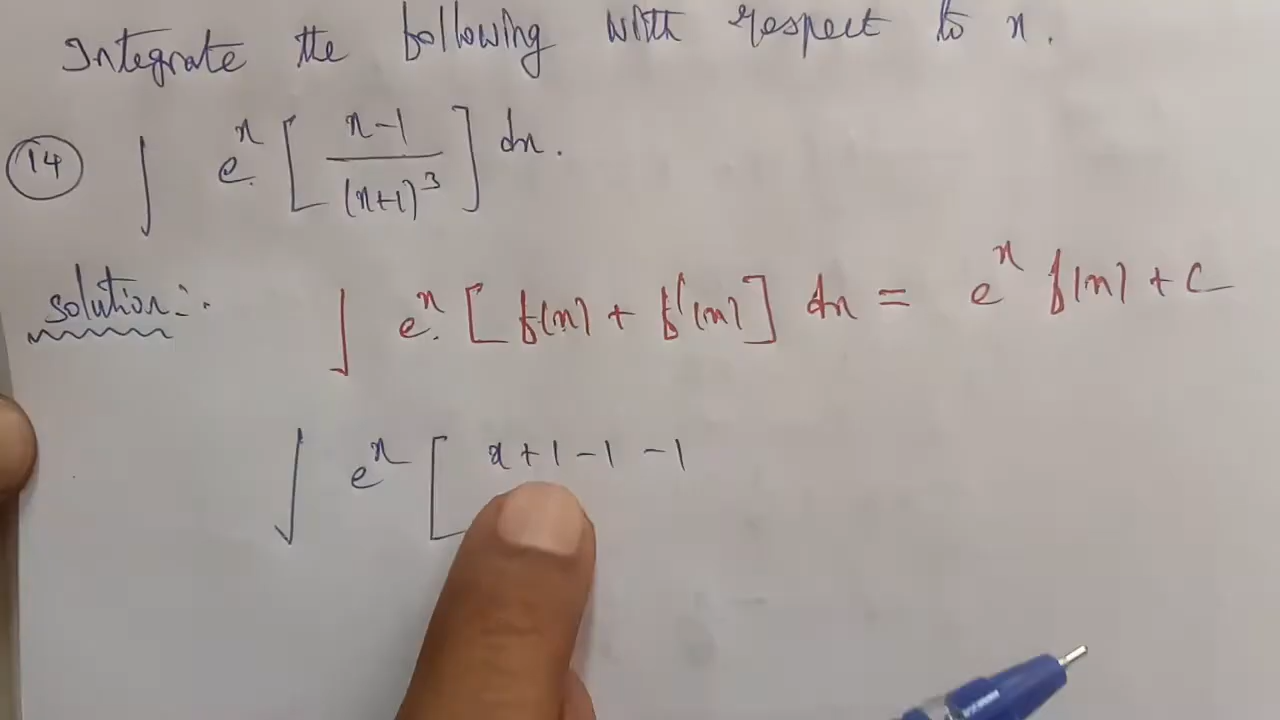 Integrate the following with respect to x.
(14) ∫ e^x [ (x-1) / (x+1)^3 ] dx.
solution:-
∫ e^x [ f(x) + f'(x) ] dx = e^x f(x) + c
∫ e^x [ x+1-1-1